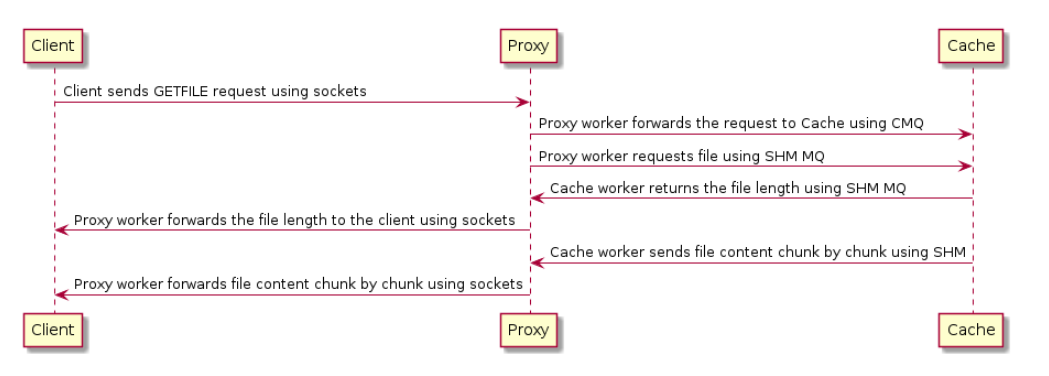 Client Proxy Cache
Client sends GETFILE request using sockets
Proxy worker forwards the request to Cache using CMQ
Proxy worker requests file using SHM MQ
Cache worker returns the file length using SHM MQ
Proxy worker forwards the file length to the client using sockets
Cache worker sends file content chunk by chunk using SHM
Proxy worker forwards file content chunk by chunk using sockets
Client Proxy Cache